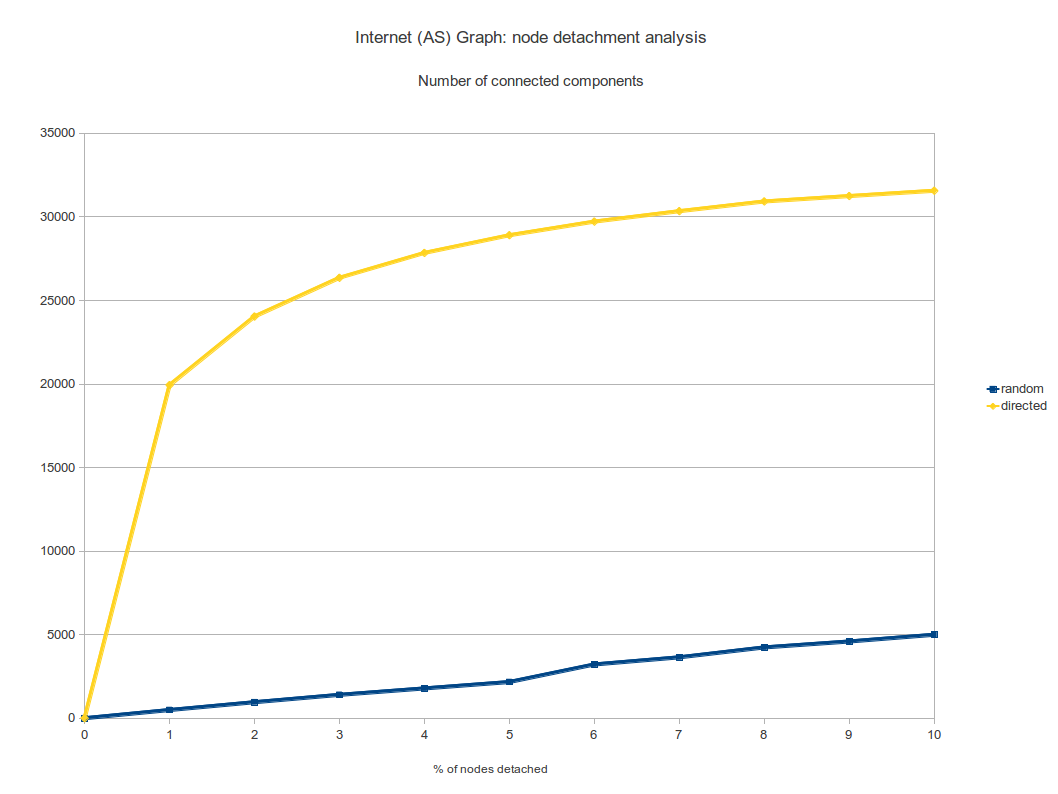 Internet (AS) Graph: node detachment analysis
Number of connected components
35000
30000
25000
20000
15000
10000
5000
0
0 1 2 3 4 5 6 7 8 9 10
% of nodes detached
random
directed